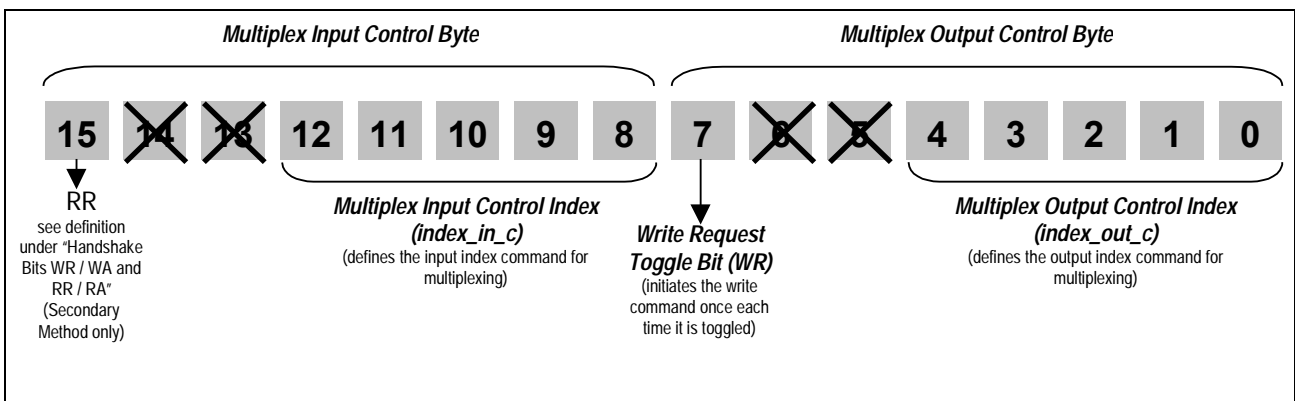 Multiplex Input Control Byte
Multiplex Output Control Byte
15 14 13 12 11 10 9 8 7 6 5 4 3 2 1 0
RR
see definition
under "Handshake
Bits WR / WA and
RR / RA"
(Secondary
Method only)
Multiplex Input Control Index
(index_in_c)
(defines the input index command for
multiplexing)
Write Request
Toggle Bit (WR)
(initiates the write
command once each
time it is toggled)
Multiplex Output Control Index
(index_out_c)
(defines the output index command for
multiplexing)